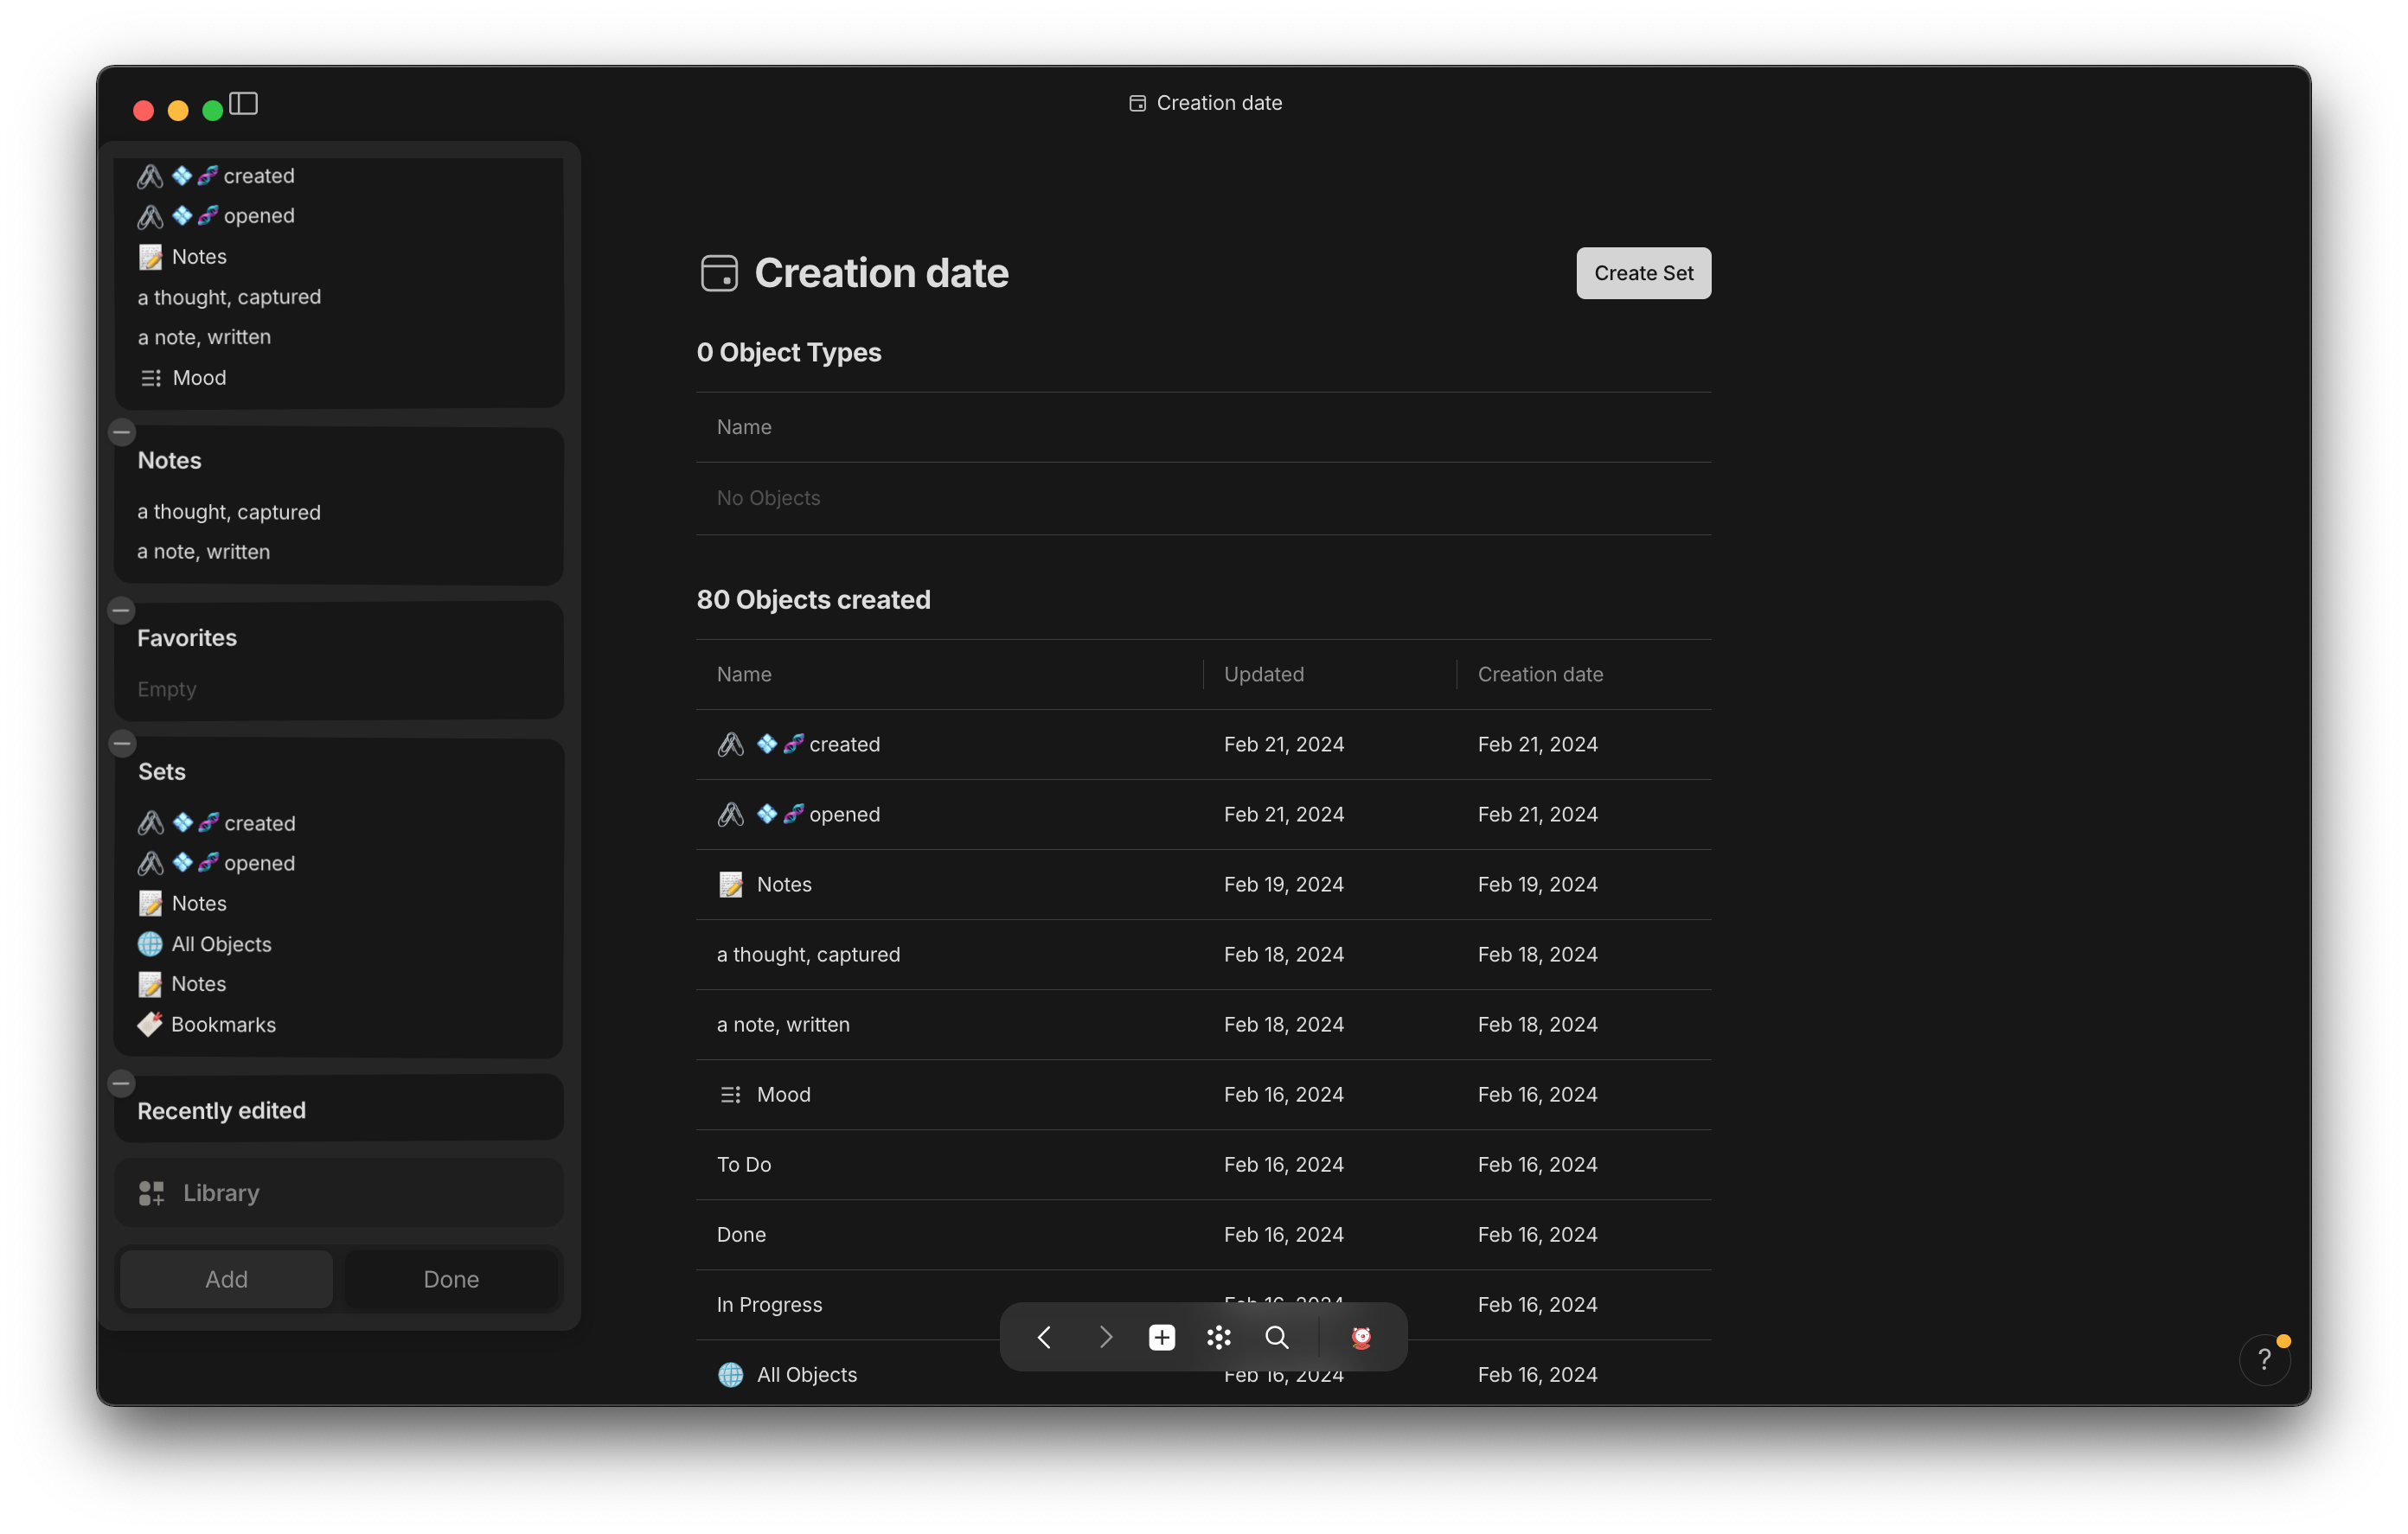 Creation date
created
opened
Notes
a thought, captured
a note, written
Mood
Notes
a thought, captured
a note, written
Favorites
Empty
Sets
created
opened
Notes
All Objects
Notes
Bookmarks
Recently edited
Library
Add Done
Creation date
Create Set
0 Object Types
Name
No Objects
80 Objects created
Name Updated Creation date
created Feb 21, 2024 Feb 21, 2024
opened Feb 21, 2024 Feb 21, 2024
Notes Feb 19, 2024 Feb 19, 2024
a thought, captured Feb 18, 2024 Feb 18, 2024
a note, written Feb 18, 2024 Feb 18, 2024
Mood Feb 16, 2024 Feb 16, 2024
To Do Feb 16, 2024 Feb 16, 2024
Done Feb 16, 2024 Feb 16, 2024
In Progress Feb 16, 2024 Feb 16, 2024
All Objects Feb 16, 2024 Feb 16, 2024
?